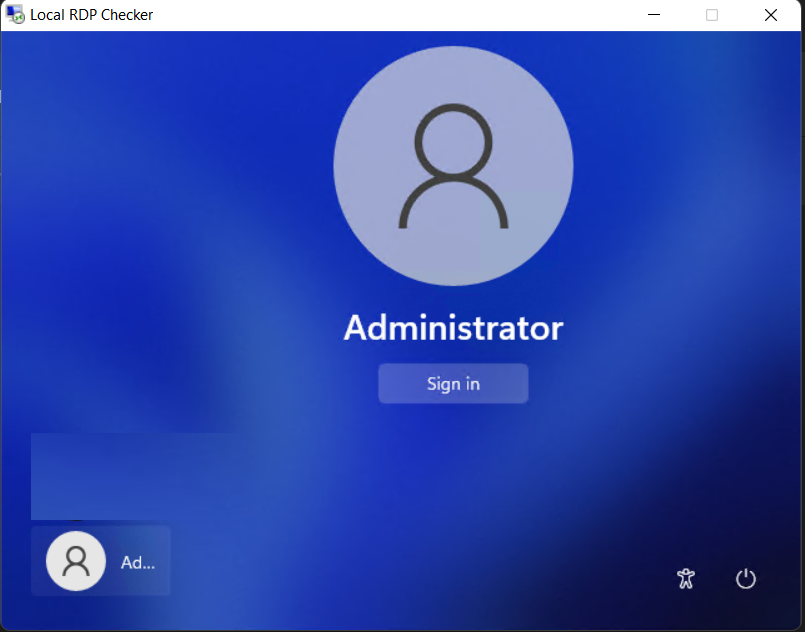 Local RDP Checker
Administrator
Sign in
Ad...